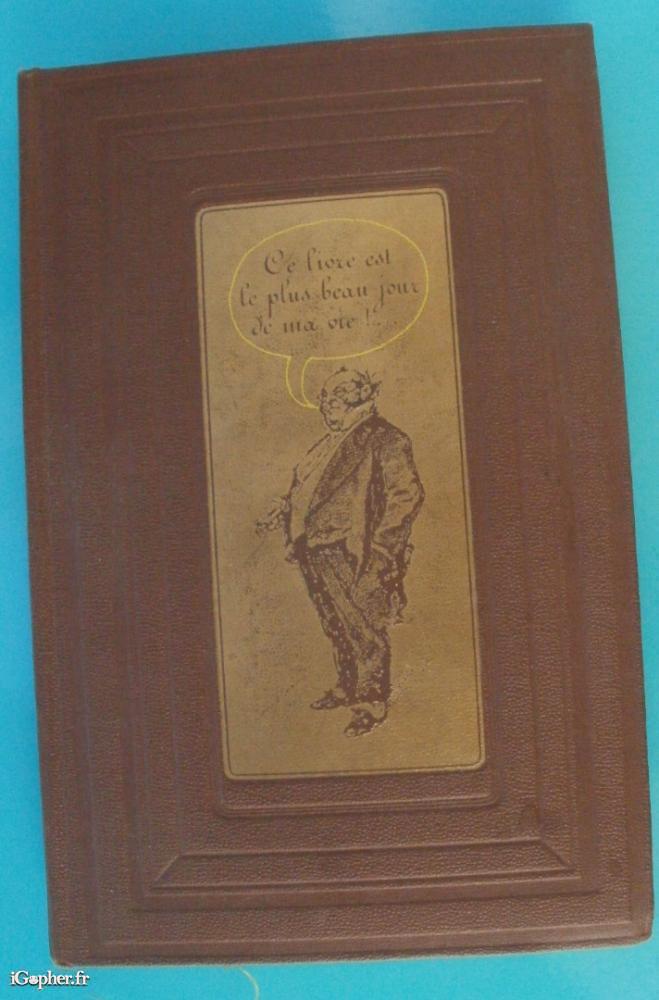 Ce livre est
le plus beau jour
de ma vie !...
iGopher.fr